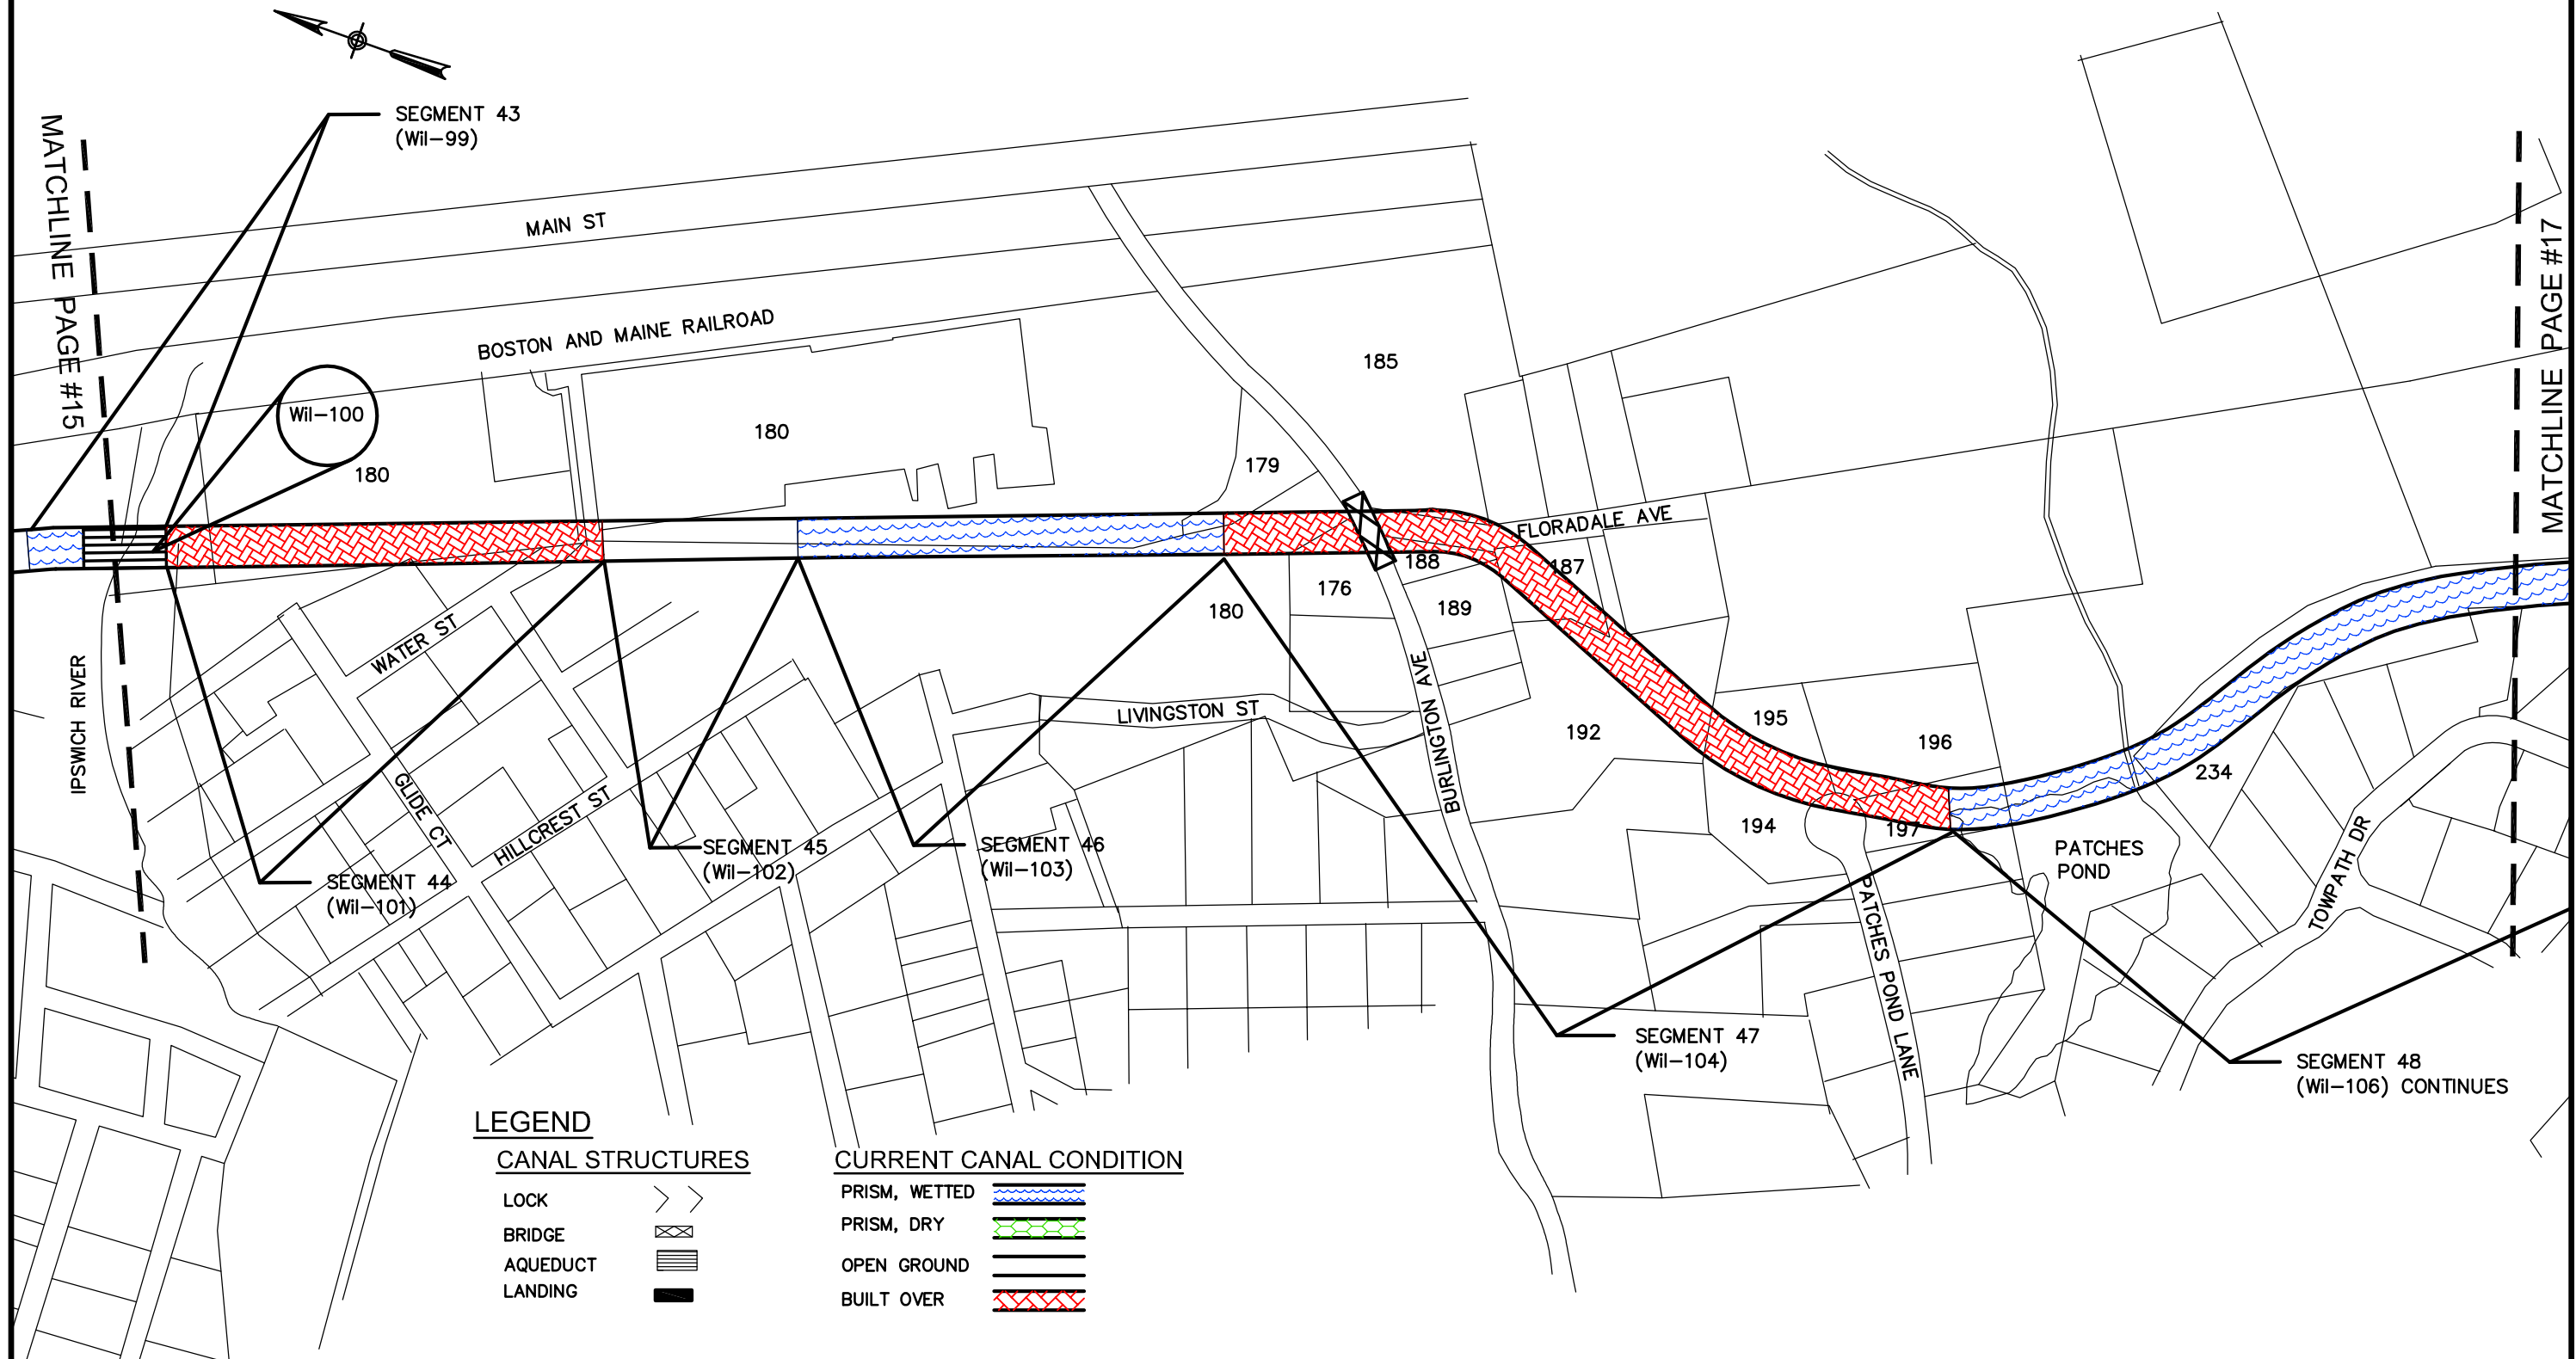 SEGMENT 43
(Wil-99)
MATCHLINE PAGE #15
MAIN ST
BOSTON AND MAINE RAILROAD
Wil-100
180
180
185
179
FLORADALE AVE
MATCHLINE PAGE #17
188
187
176
189
180
WATER ST
IPSWICH RIVER
LIVINGSTON ST
BURLINGTON AVE
192
195
196
234
GLIDE CT
HILLCREST ST
194
197
PATCHES
POND
TOWPATH DR
SEGMENT 44
(Wil-101)
SEGMENT 45
(Wil-102)
SEGMENT 46
(Wil-103)
PATCHES POND LANE
SEGMENT 47
(Wil-104)
SEGMENT 48
(Wil-106) CONTINUES
LEGEND
CANAL STRUCTURES
LOCK
BRIDGE
AQUEDUCT
LANDING
CURRENT CANAL CONDITION
PRISM, WETTED
PRISM, DRY
OPEN GROUND
BUILT OVER